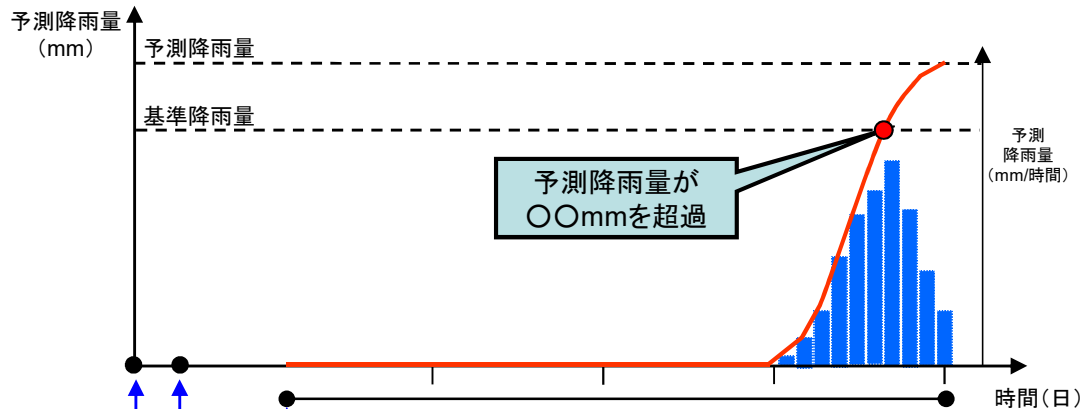 予測降雨量
（mm）
予測降雨量
基準降雨量
予測降雨量が
〇〇mmを超過
予測
降雨量
（mm/時間）
時間（日）